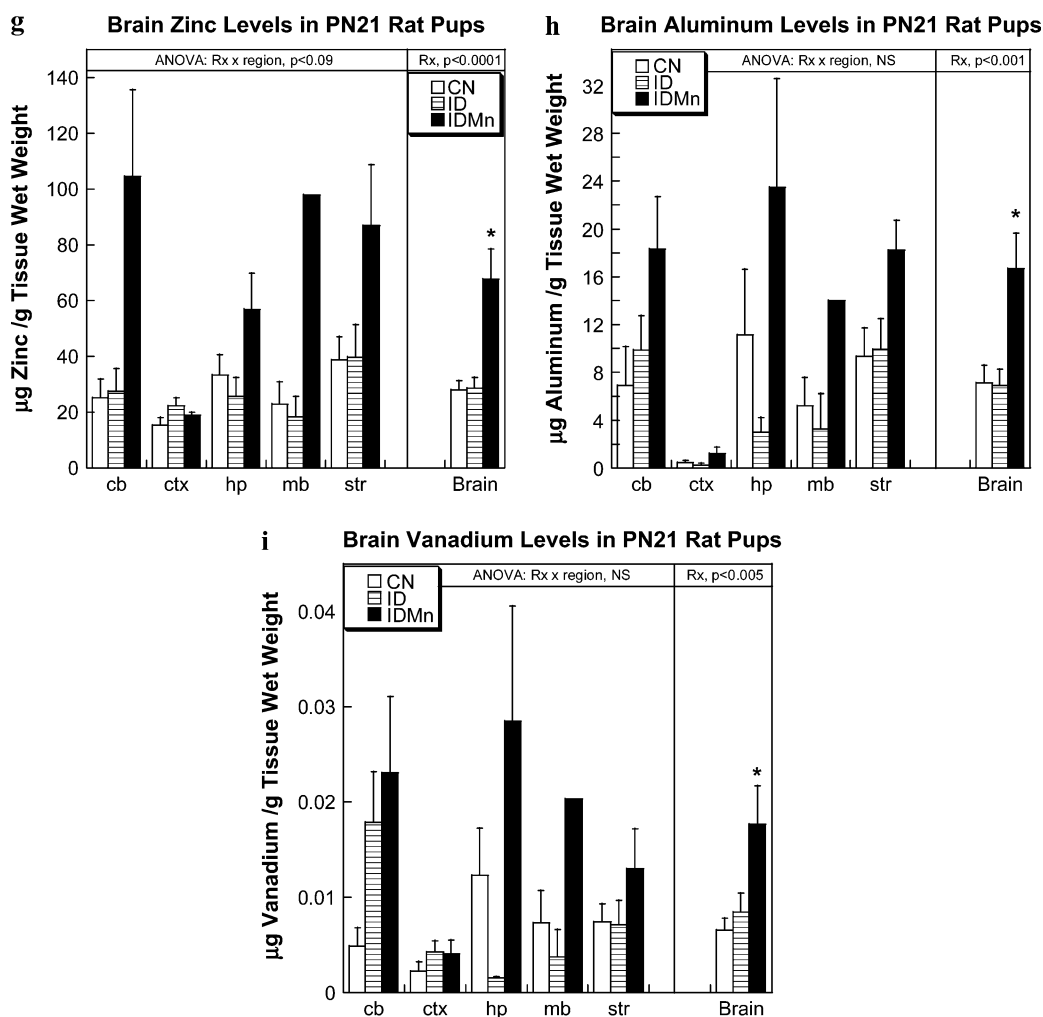 g
Brain Zinc Levels in PN21 Rat Pups
ANOVA: Rx x region, p<0.09
Rx, p<0.0001
CN
ID
IDMn
µg Zinc /g Tissue Wet Weight
140
120
100
80
60
40
20
0
*
cb ctx hp mb str Brain
h
Brain Aluminum Levels in PN21 Rat Pups
ANOVA: Rx x region, NS
Rx, p<0.001
CN
ID
IDMn
µg Aluminum /g Tissue Wet Weight
32
28
24
20
16
12
8
4
0
*
cb ctx hp mb str Brain
i
Brain Vanadium Levels in PN21 Rat Pups
ANOVA: Rx x region, NS
Rx, p<0.005
CN
ID
IDMn
µg Vanadium /g Tissue Wet Weight
0.04
0.03
0.02
0.01
0
*
cb ctx hp mb str Brain